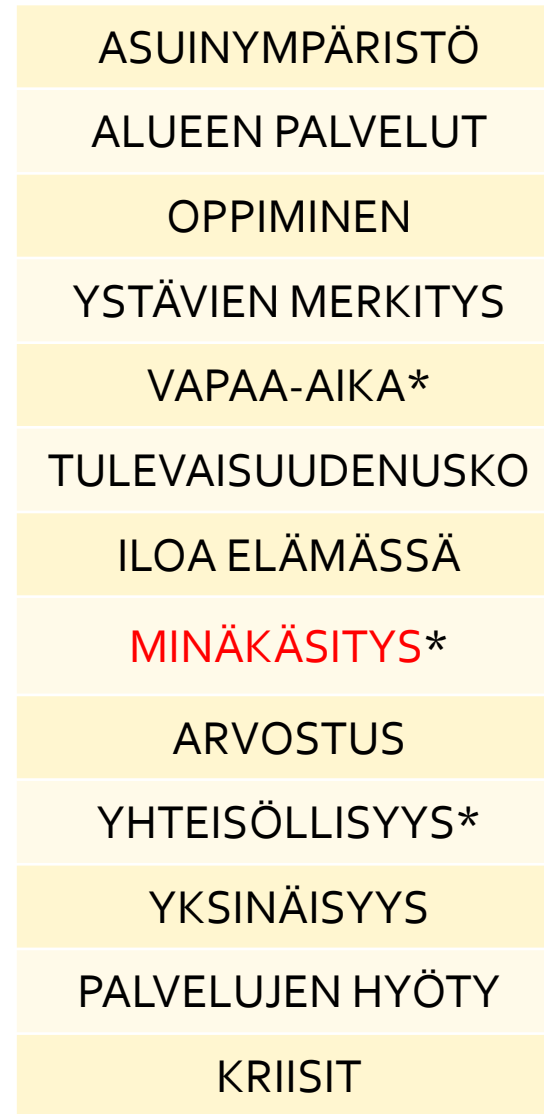 ASUINYMPÄRISTÖ
ALUEEN PALVELUT
OPPIMINEN
YSTÄVIEN MERKITYS
VAPAA-AIKA*
TULEVAISUUDENUSKO
ILOA ELÄMÄSSÄ
MINÄKÄSITYS*
ARVOSTUS
YHTEISÖLLISYYS*
YKSINÄISYYS
PALVELUJEN HYÖTY
KRIISIT